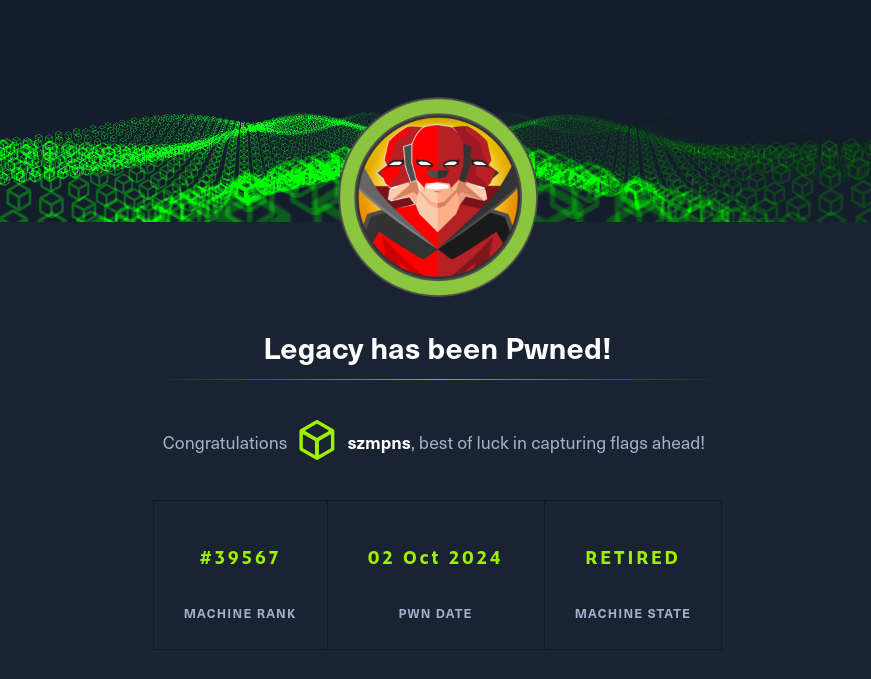 Legacy has been Pwned!
Congratulations szmpns, best of luck in capturing flags ahead!
#39567 02 Oct 2024 RETIRED
MACHINE RANK PWN DATE MACHINE STATE